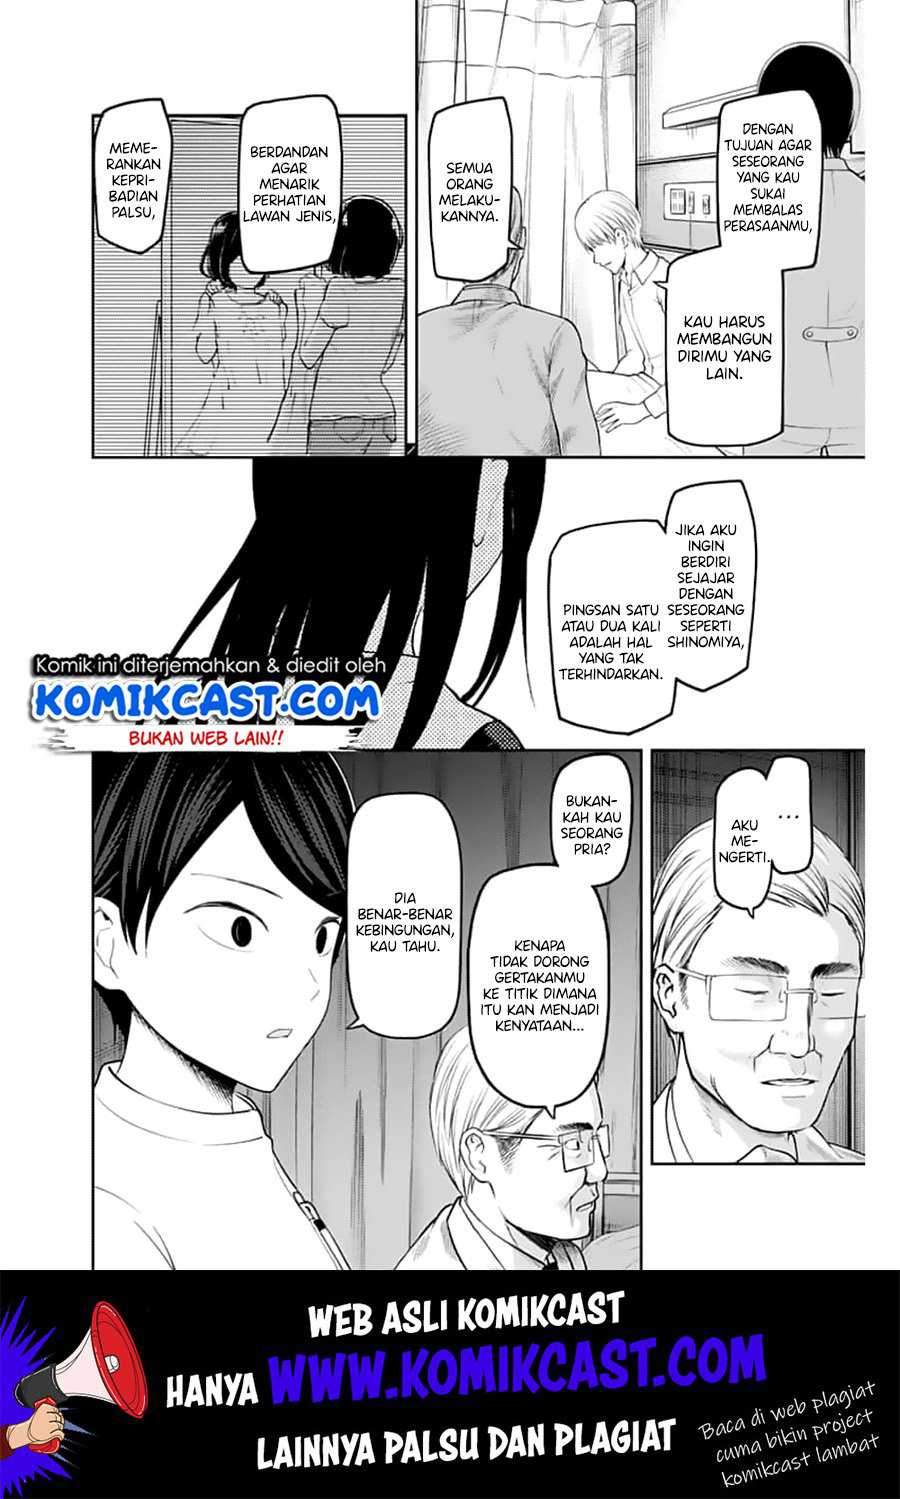 DENGAN
TUJUAN AGAR
SESEORANG
YANG KAU
SUKAI
MEMBALAS
PERASAANMU,
KAU HARUS
MEMBANGUN
DIRIMU YANG
LAIN.
SEMUA
ORANG
MELAKU-
KANNYA.
BERDANDAN
AGAR
MENARIK
PERHATIAN
LAWAN JENIS,
MEME-
RANKAN
KEPRI-
BADIAN
PALSU,
JIKA AKU
INGIN
BERDIRI
SEJAJAR
DENGAN
SESEORANG
SEPERTI
SHINOMIYA,
PINGSAN SATU
ATAU DUA KALI
ADALAH HAL
YANG TAK
TERHINDARKAN.
Komik ini diterjemahkan & diedit oleh
KOMIKCAST.COM
BUKAN WEB LAIN!!
...
AKU
ME-
NGERTI.
BUKAN-
KAH KAU
SEORANG
PRIA?
KENAPA
TIDAK DORONG
GERTAKANMU
KE TITIK DIMANA
ITU KAN MENJADI
KENYATAAN...
DIA
BENAR-BENAR
KEBINGUNGAN,
KAU TAHU.
WEB ASLI KOMIKCAST
HANYA WWW.KOMIKCAST.COM
LAINNYA PALSU DAN PLAGIAT
Baca di web plagiat
cuma bikin project
komikcast lambat